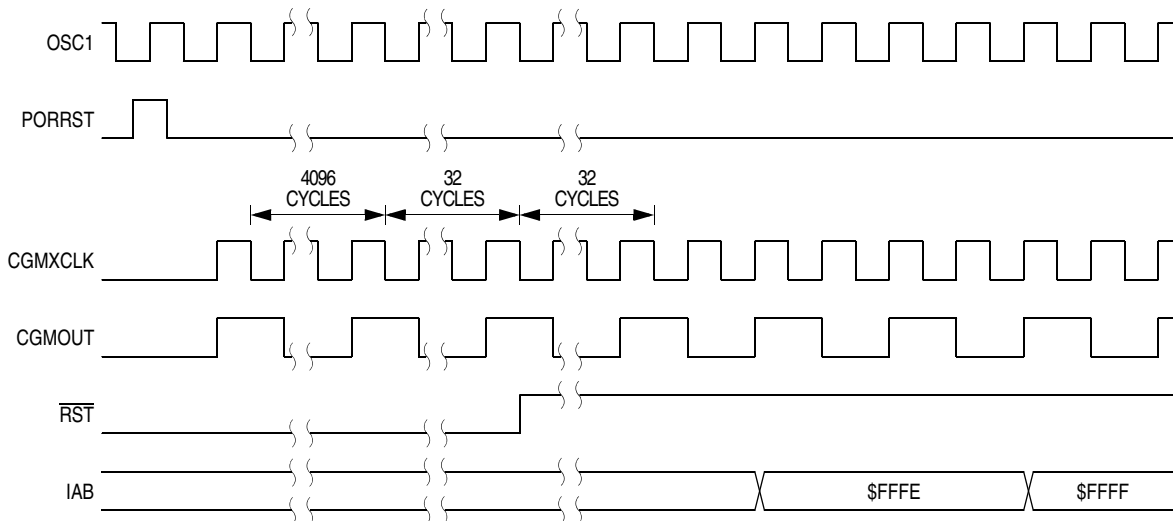 OSC1
PORRST
4096
CYCLES
32
CYCLES
32
CYCLES
CGMXCLK
CGMOUT
RST
IAB
$FFFE
$FFFF